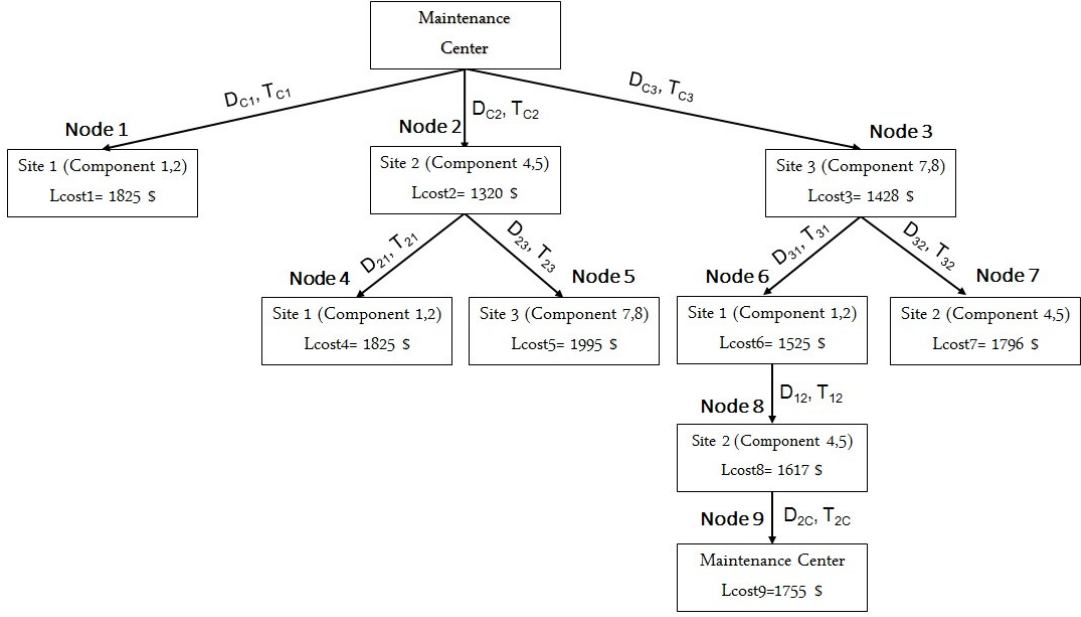 Maintenance
Center
D_C1, T_C1
D_C2, T_C2
D_C3, T_C3
Node 1
Node 2
Node 3
Site 1 (Component 1,2)
Lcost1= 1825 $
Site 2 (Component 4,5)
Lcost2= 1320 $
Site 3 (Component 7,8)
Lcost3= 1428 $
D_21, T_21
D_23, T_23
D_31, T_31
D_32, T_32
Node 4
Node 5
Node 6
Node 7
Site 1 (Component 1,2)
Lcost4= 1825 $
Site 3 (Component 7,8)
Lcost5= 1995 $
Site 1 (Component 1,2)
Lcost6= 1525 $
Site 2 (Component 4,5)
Lcost7= 1796 $
D_12, T_12
Node 8
Site 2 (Component 4,5)
Lcost8= 1617 $
Node 9
D_2C, T_2C
Maintenance Center
Lcost9=1755 $